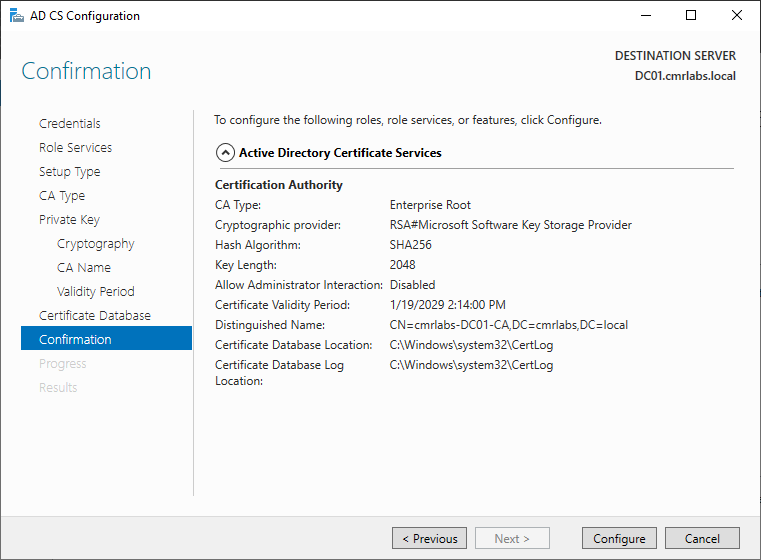 AD CS Configuration
Confirmation
DESTINATION SERVER
DC01.cmrlabs.local
Credentials
Role Services
Setup Type
CA Type
Private Key
Cryptography
CA Name
Validity Period
Certificate Database
Confirmation
Progress
Results
To configure the following roles, role services, or features, click Configure.
Active Directory Certificate Services
Certification Authority
CA Type: Enterprise Root
Cryptographic provider: RSA#Microsoft Software Key Storage Provider
Hash Algorithm: SHA256
Key Length: 2048
Allow Administrator Interaction: Disabled
Certificate Validity Period: 1/19/2029 2:14:00 PM
Distinguished Name: CN=cmrlabs-DC01-CA,DC=cmrlabs,DC=local
Certificate Database Location: C:\Windows\system32\CertLog
Certificate Database Log C:\Windows\system32\CertLog
Location:
< Previous
Next >
Configure
Cancel